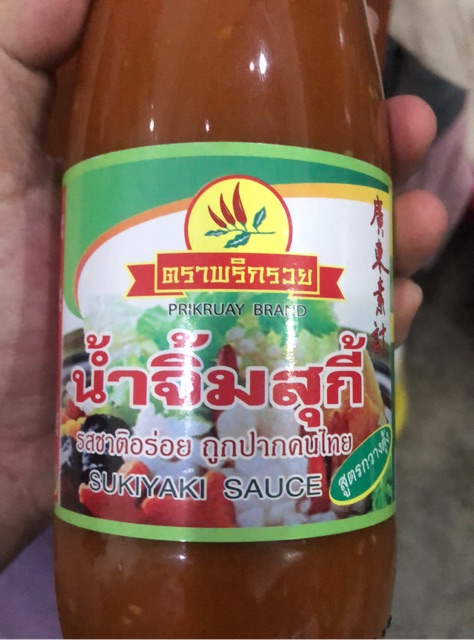 ตราพริกรวย
PRIKRUAY BRAND
廣東素計
น้ำจิ้มสุกี้
รสชาติอร่อย ถูกปากคนไทย
SUKIYAKI SAUCE
สูตรกวางตุ้ง